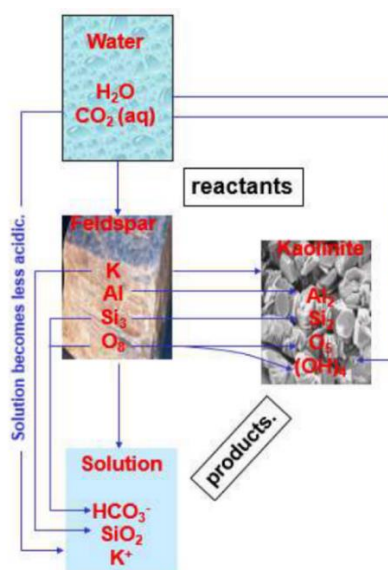 Water
H₂O
CO₂ (aq)
reactants
Solution becomes less acidic.
Feldspar
K
Al
Si₃
O₈
Kaolinite
Al₂
Si₂
O₅
(OH)₄
products.
Solution
HCO₃⁻
SiO₂
K⁺